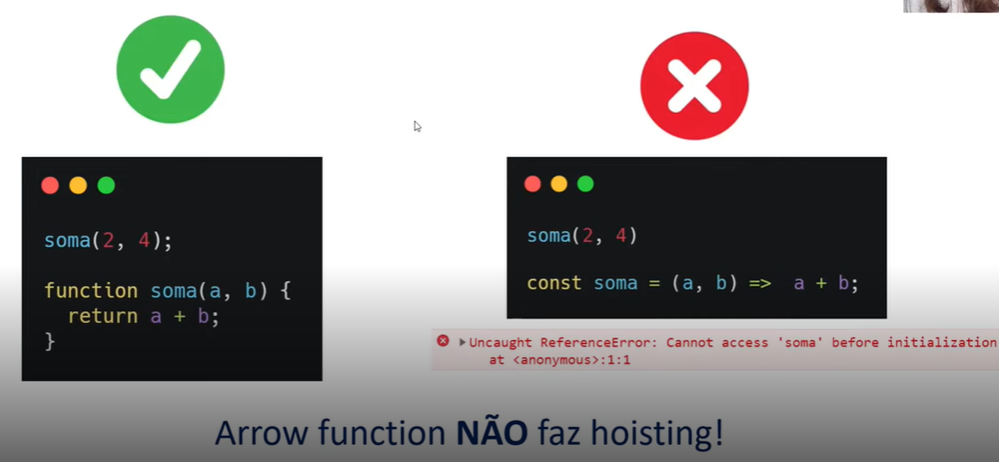 soma(2, 4);
function soma(a, b) {
return a + b;
}
soma(2, 4)
const soma = (a, b) => a + b;
Uncaught ReferenceError: Cannot access 'soma' before initialization
at <anonymous>:1:1
Arrow function NÃO faz hoisting!